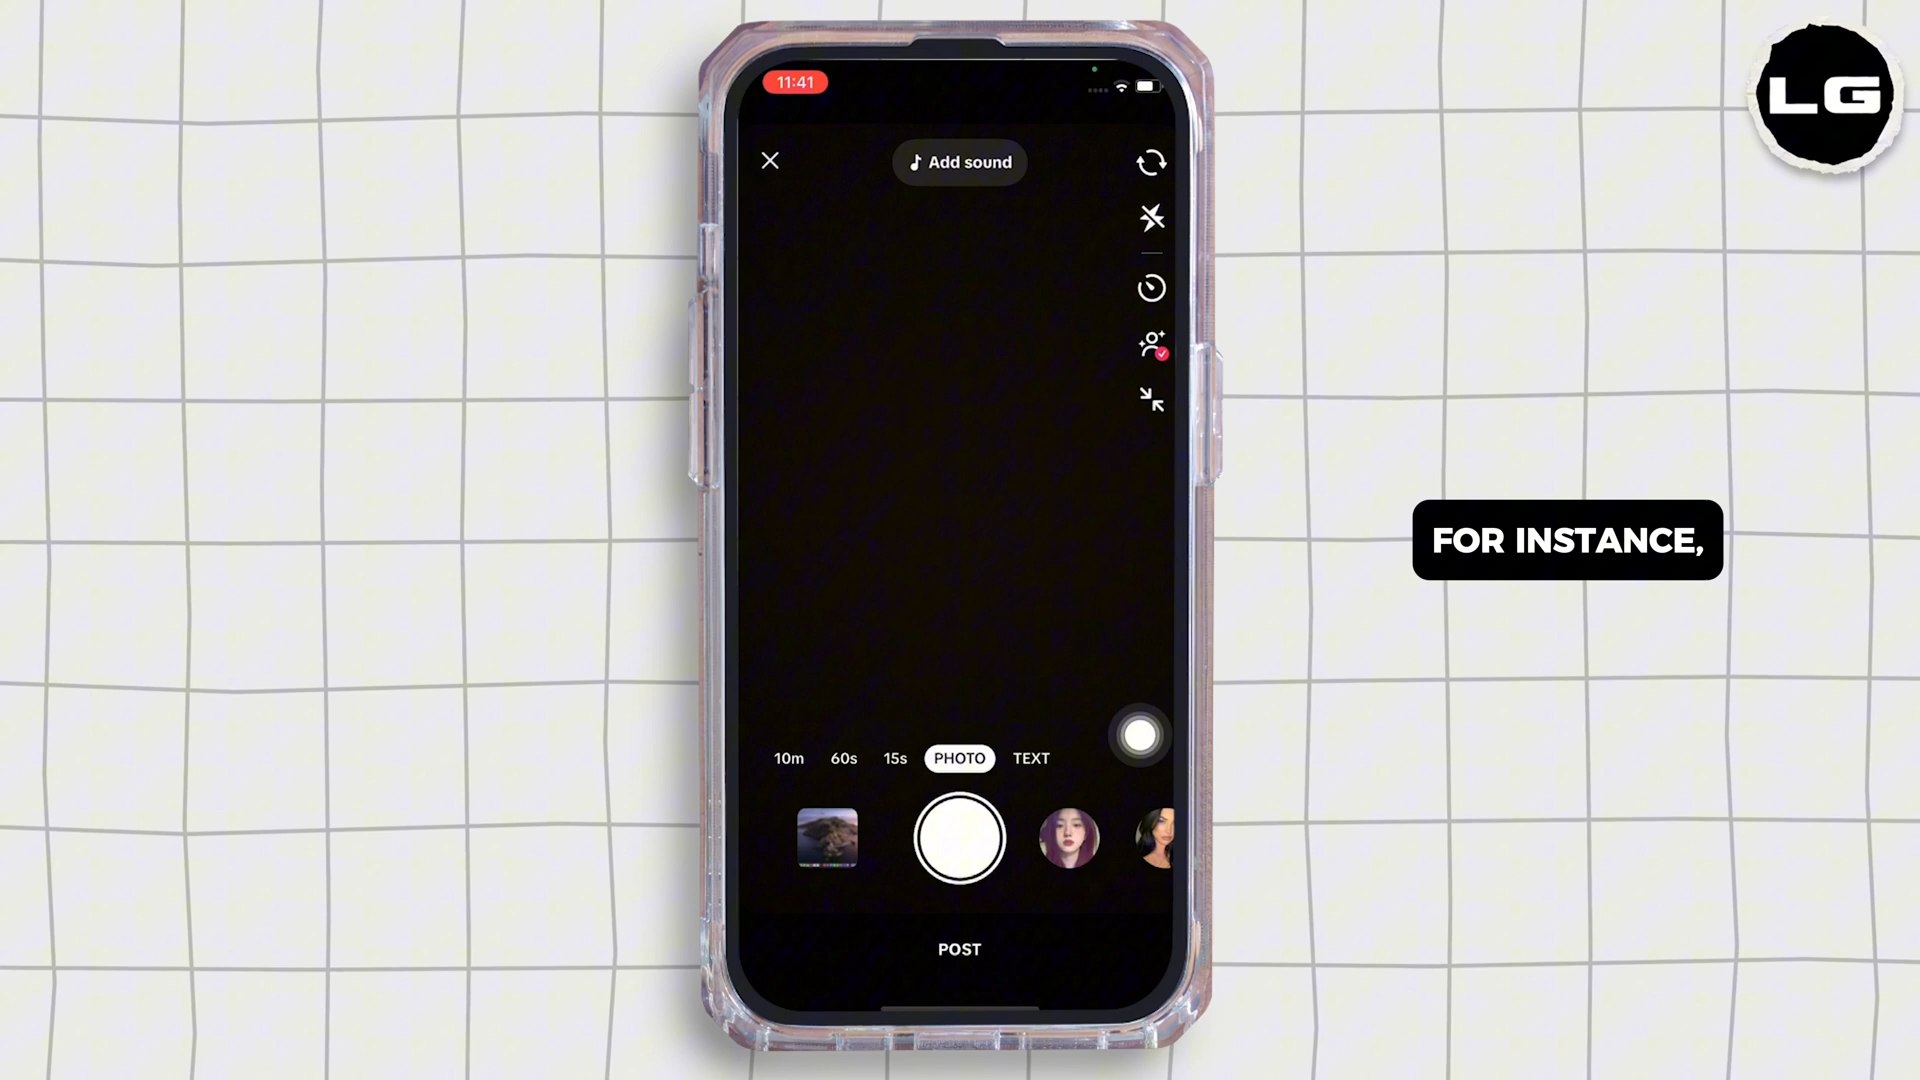 11:41
LG
Add sound
FOR INSTANCE,
10m 60s 15s PHOTO TEXT
POST